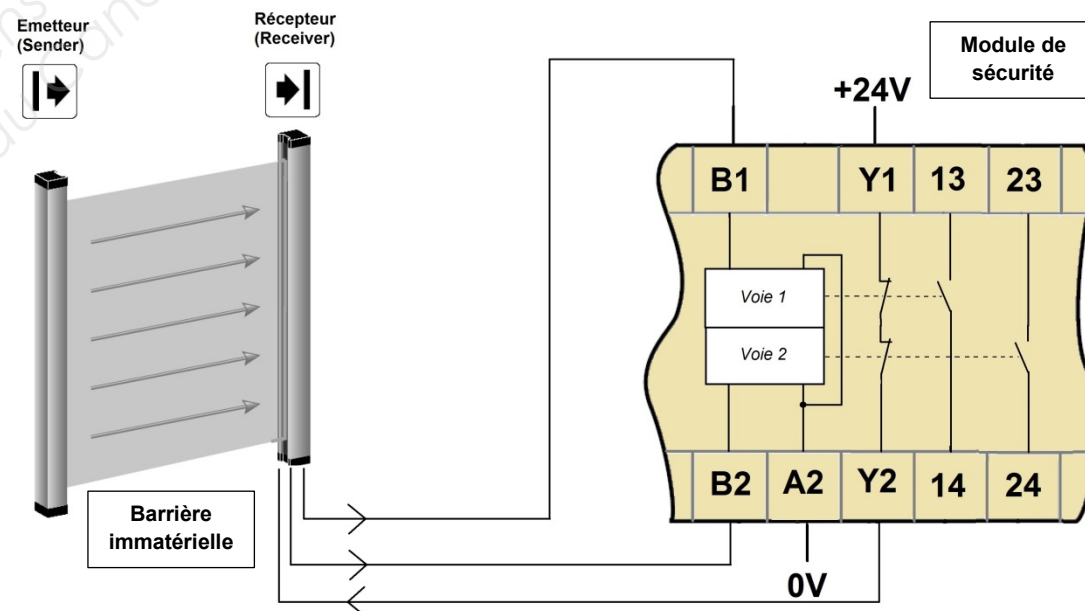 Emetteur
(Sender)
Récepteur
(Receiver)
Module de
sécurité
+24V
B1
Y1
13
23
Voie 1
Voie 2
B2
A2
Y2
14
24
Barrière
immatérielle
0V